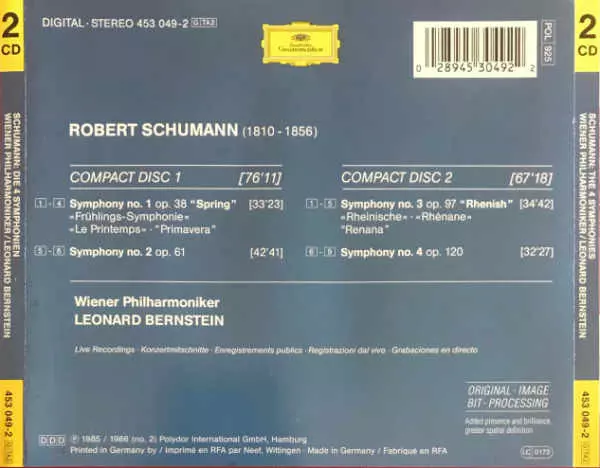 2
CD
DIGITAL · STEREO 453 049-2 G TA2
Deutsche
Grammophon
0 28945 30492 2
POL 925
2
CD
SCHUMANN: DIE 4 SYMPHONIEN
WIENER PHILHARMONIKER/LEONARD BERNSTEIN
453 049-2
ROBERT SCHUMANN (1810 - 1856)
COMPACT DISC 1 [76'11]
1 - 4 Symphony no. 1 op. 38 "Spring" [33'23]
«Frühlings-Symphonie»
«Le Printemps» · "Primavera"
5 - 8 Symphony no. 2 op. 61 [42'41]
COMPACT DISC 2 [67'18]
1 - 5 Symphony no. 3 op. 97 "Rhenish" [34'42]
«Rheinische» · «Rhénane»
"Renana"
6 - 9 Symphony no. 4 op. 120 [32'27]
Wiener Philharmoniker
LEONARD BERNSTEIN
Live Recordings · Konzertmitschnitte · Enregistrements publics · Registrazioni dal vivo · Grabaciones en directo
ORIGINAL · IMAGE
BIT · PROCESSING
Added presence and brilliance,
greater spatial definition
DDD ℗ 1985 / 1986 (no. 2) Polydor International GmbH, Hamburg
Printed in Germany by / Imprimé en RFA par Neef, Wittingen · Made in Germany / Fabriqué en RFA
LC 0173
SCHUMANN: THE 4 SYMPHONIES
WIENER PHILHARMONIKER/LEONARD BERNSTEIN
453 049-2